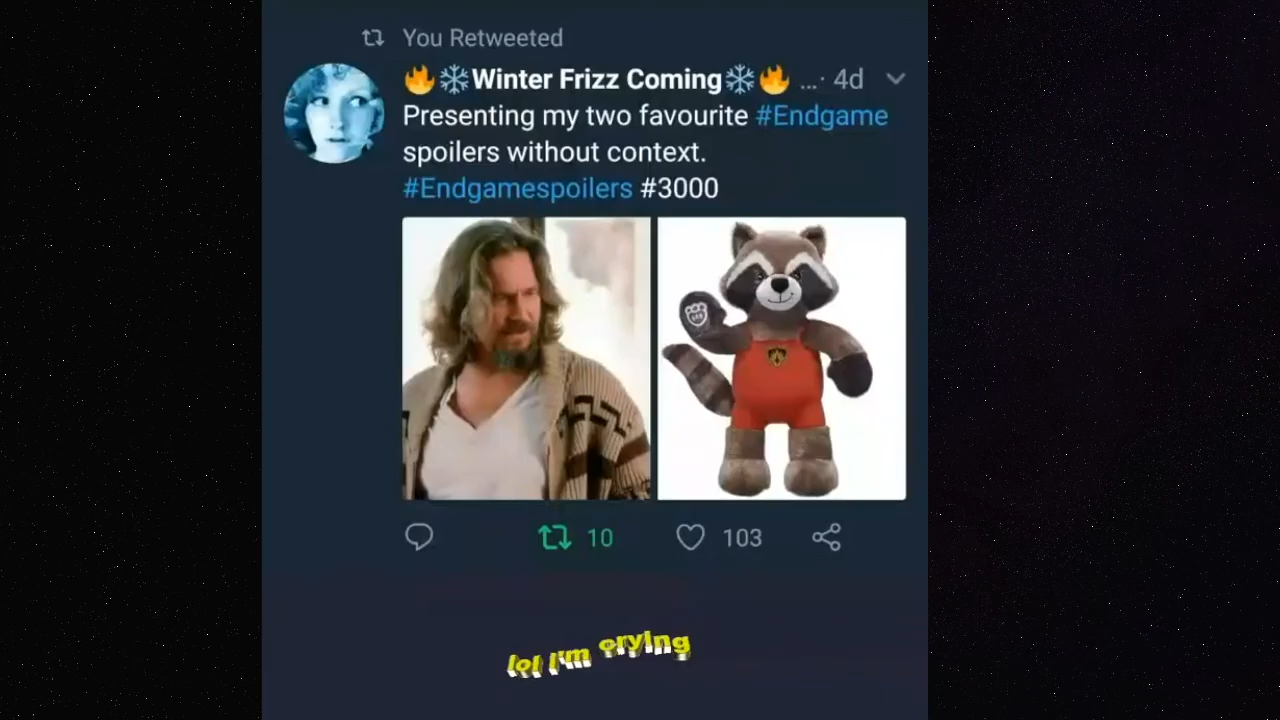 You Retweeted
🔥❄Winter Frizz Coming❄🔥 ...· 4d
Presenting my two favourite #Endgame
spoilers without context.
#Endgamespoilers #3000
10 103
lol I'm crying